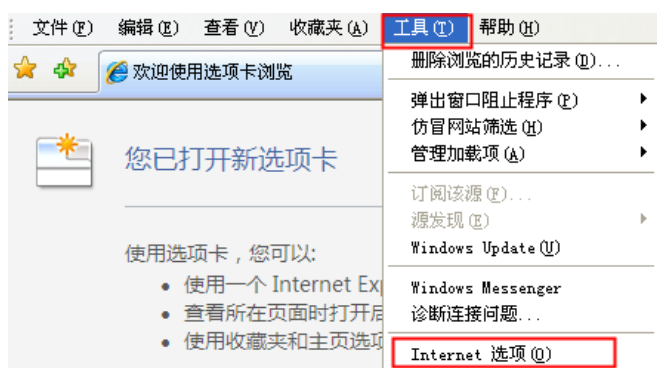 文件(F) 编辑(E) 查看(V) 收藏夹(A) 工具(T) 帮助(H)
欢迎使用选项卡浏览
您已打开新选项卡
使用选项卡，您可以:
• 使用一个 Internet Exp
• 查看所在页面时打开后
• 使用收藏夹和主页选项
删除浏览的历史记录(D)...
弹出窗口阻止程序(P)
仿冒网站筛选(H)
管理加载项(A)
订阅该源(F)...
源发现(E)
Windows Update(U)
Windows Messenger
诊断连接问题...
Internet 选项(O)